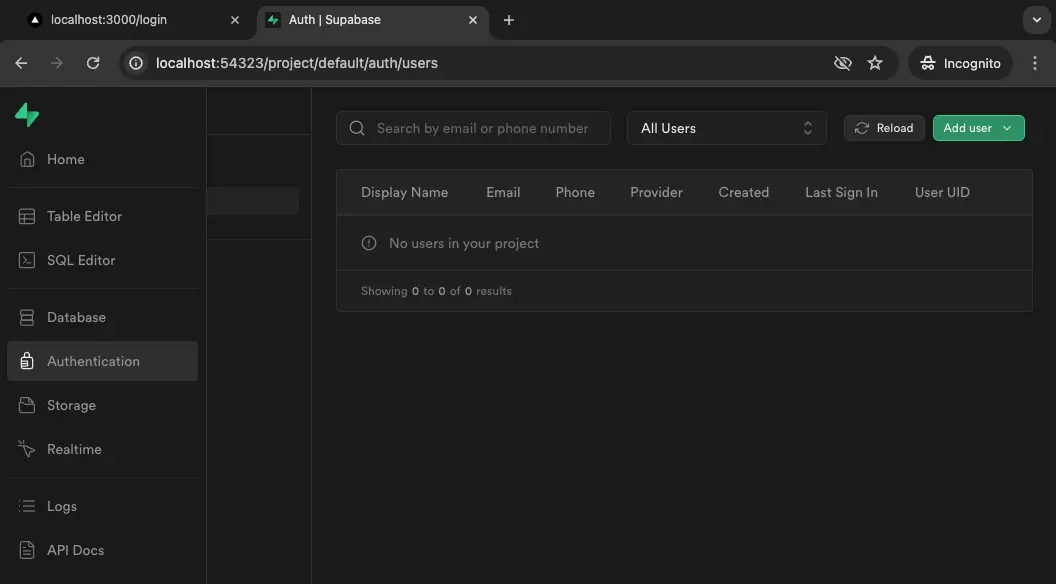 localhost:3000/login
Auth | Supabase
localhost:54323/project/default/auth/users
Incognito
Home
Table Editor
SQL Editor
Database
Authentication
Storage
Realtime
Logs
API Docs
Search by email or phone number
All Users
Reload
Add user
Display Name Email Phone Provider Created Last Sign In User UID
No users in your project
Showing 0 to 0 of 0 results